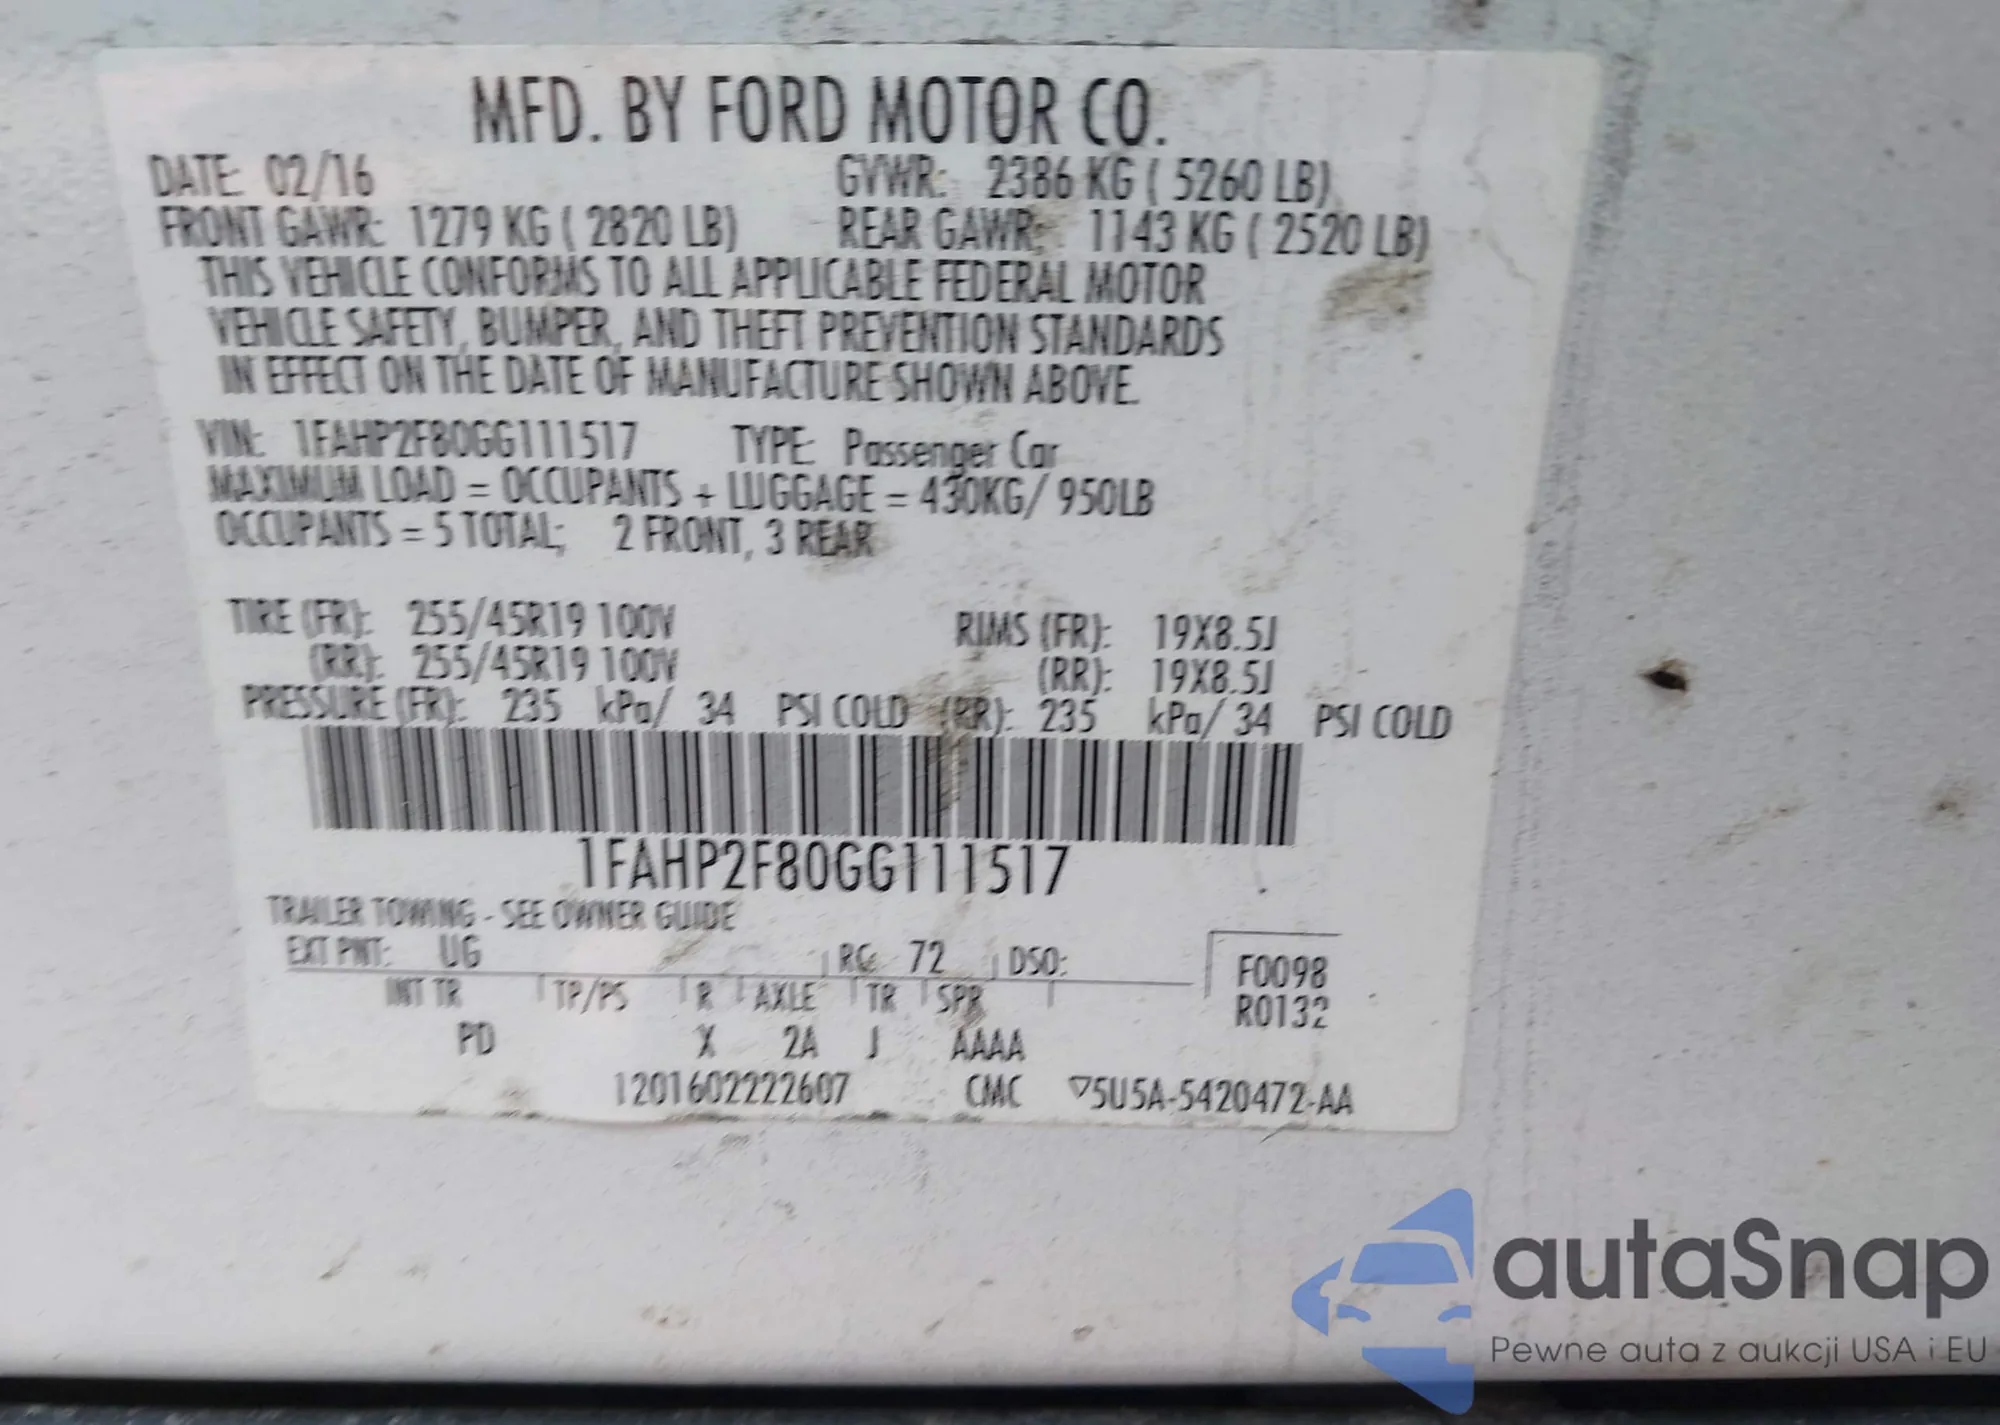 MFD. BY FORD MOTOR CO.
DATE: 02/16 GVWR: 2386 KG ( 5260 LB)
FRONT GAWR: 1279 KG ( 2820 LB) REAR GAWR: 1143 KG ( 2520 LB)
THIS VEHICLE CONFORMS TO ALL APPLICABLE FEDERAL MOTOR
VEHICLE SAFETY, BUMPER, AND THEFT PREVENTION STANDARDS
IN EFFECT ON THE DATE OF MANUFACTURE SHOWN ABOVE.
VIN: 1FAHP2F80GG111517 TYPE: Passenger Car
MAXIMUM LOAD = OCCUPANTS + LUGGAGE = 430KG/ 950LB
OCCUPANTS = 5 TOTAL; 2 FRONT, 3 REAR
TIRE (FR): 255/45R19 100V RIMS (FR): 19X8.5J
(RR): 255/45R19 100V (RR): 19X8.5J
PRESSURE (FR): 235 kPa/ 34 PSI COLD (RR): 235 kPa/ 34 PSI COLD
1FAHP2F80GG111517
TRAILER TOWING - SEE OWNER GUIDE
EXT PNT: UG RC: 72 DSO: F0098
INT TR TP/PS R AXLE TR SPR R0132
PD X 2A J AAAA
1201602222607 CMC ▽5U5A-5420472-AA
autaSnap
Pewne auta z aukcji USA i EU